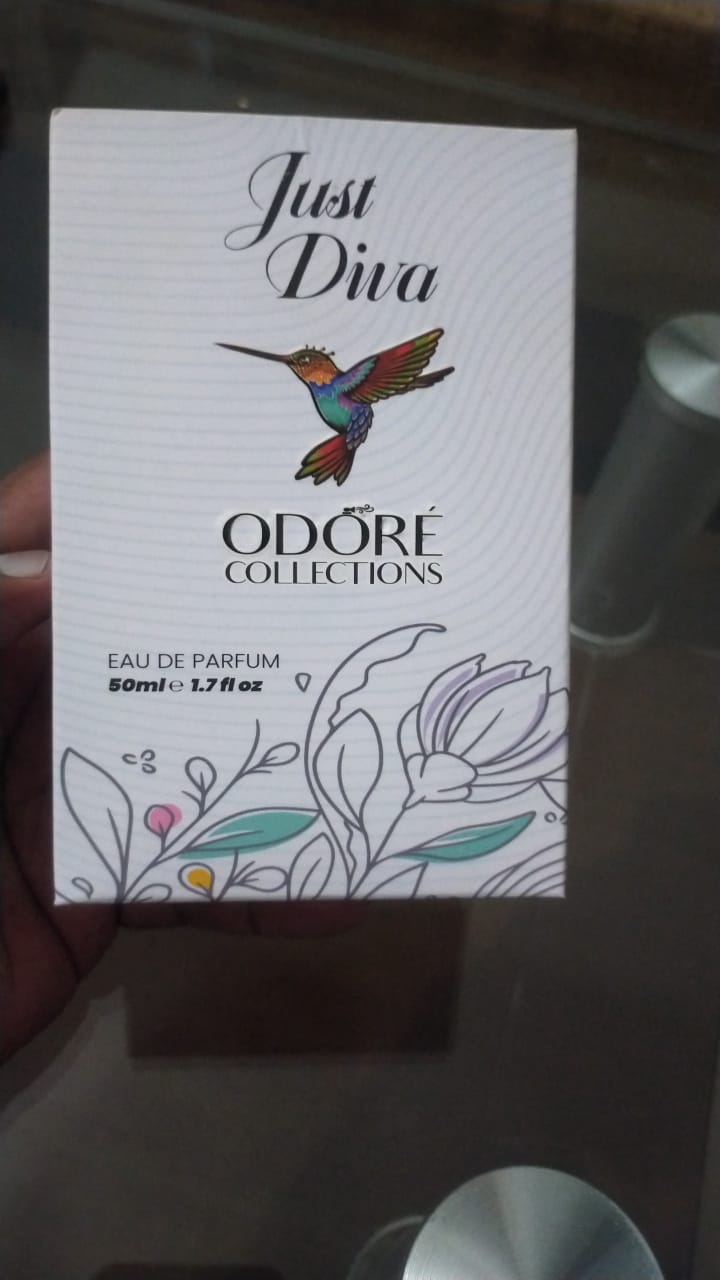 Just
Diva
ODORÉ
COLLECTIONS
EAU DE PARFUM
50ml ℮ 1.7 fl oz